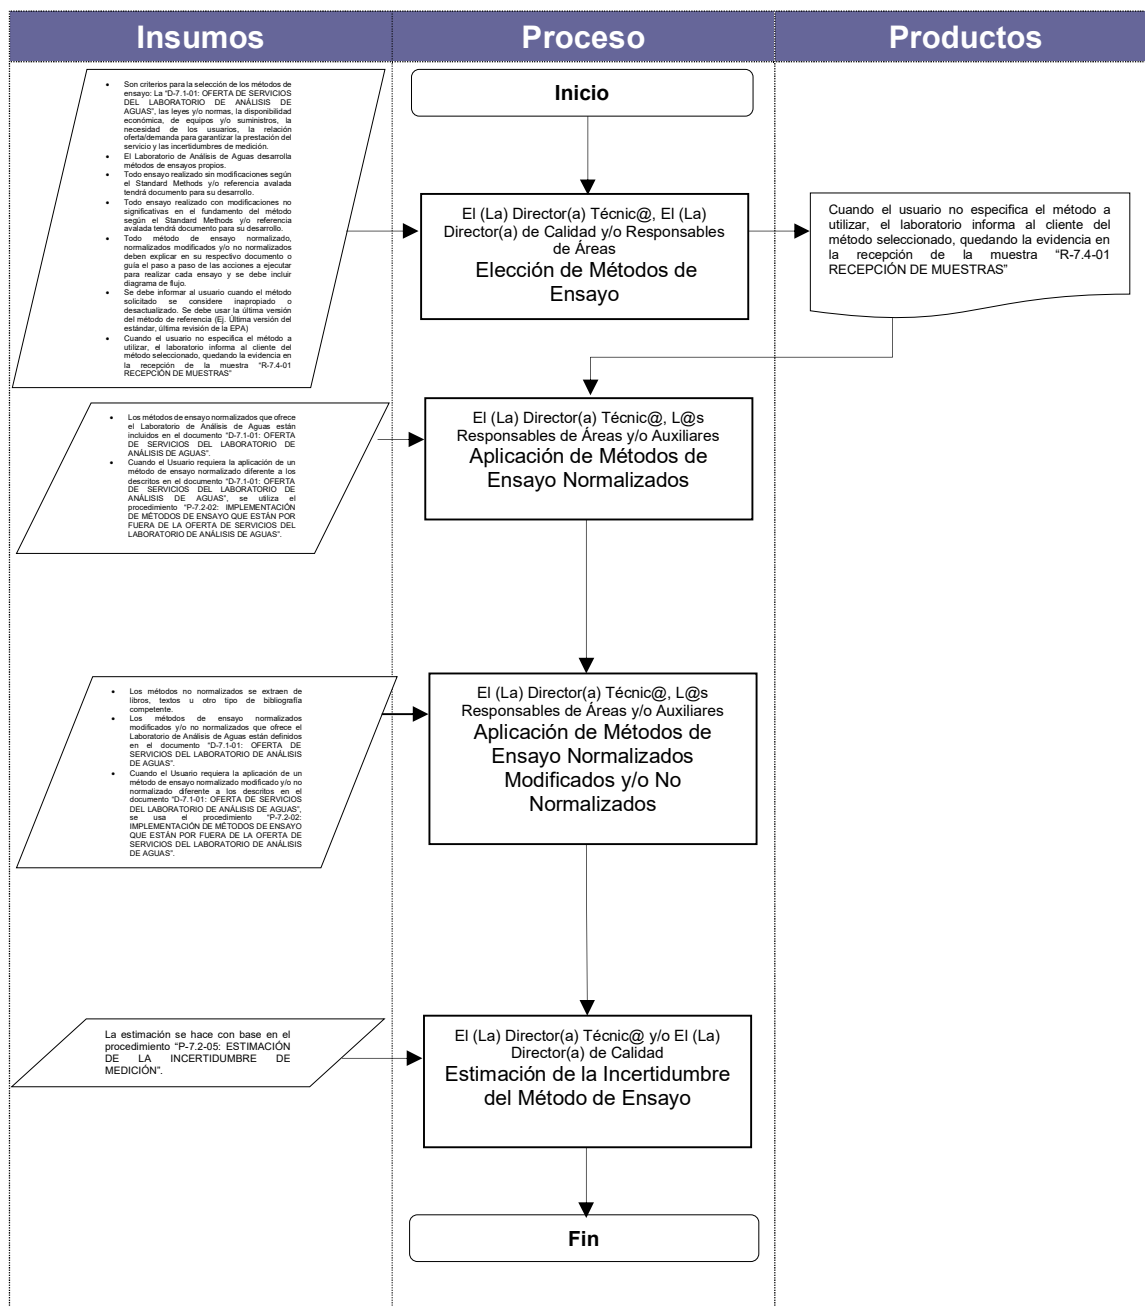 Insumos
Proceso
Productos
Inicio
• Son criterios para la selección de los métodos de
ensayo: La "D-7.1-01: OFERTA DE SERVICIOS
DEL LABORATORIO DE ANÁLISIS DE
AGUAS", las leyes y/o normas, la disponibilidad
económica, de equipos y/o suministros, la
necesidad de los usuarios, la relación
oferta/demanda para garantizar la prestación del
servicio y las incertidumbres de medición.
• El Laboratorio de Análisis de Aguas desarrolla
métodos de ensayos propios.
• Todo ensayo realizado sin modificaciones según
el Standard Methods y/o referencia avalada
tendrá documento para su desarrollo.
• Todo ensayo realizado con modificaciones no
significativas en el fundamento del método
según el Standard Methods y/o referencia
avalada tendrá documento para su desarrollo.
• Todo método de ensayo normalizado,
normalizados modificados y/o no normalizados
deben explicar en su respectivo documento o
guía el paso a paso de las acciones a ejecutar
para realizar cada ensayo y se debe incluir
diagrama de flujo.
• Se debe informar al usuario cuando el método
solicitado se considere inapropiado o
desactualizado. Se debe usar la última versión
del método de referencia (Ej. Última versión del
estándar, última revisión de la EPA)
• Cuando el usuario no especifica el método a
utilizar, el laboratorio informa al cliente del
método seleccionado, quedando la evidencia en
la recepción de la muestra "R-7.4-01
RECEPCIÓN DE MUESTRAS"
El (La) Director(a) Técnic@, El (La)
Director(a) de Calidad y/o Responsables
de Áreas
Elección de Métodos de
Ensayo
Cuando el usuario no especifica el método a
utilizar, el laboratorio informa al cliente del
método seleccionado, quedando la evidencia en
la recepción de la muestra "R-7.4-01
RECEPCIÓN DE MUESTRAS"
• Los métodos de ensayo normalizados que ofrece
el Laboratorio de Análisis de Aguas están
incluidos en el documento "D-7.1-01: OFERTA
DE SERVICIOS DEL LABORATORIO DE
ANÁLISIS DE AGUAS".
• Cuando el Usuario requiera la aplicación de un
método de ensayo normalizado diferente a los
descritos en el documento "D-7.1-01: OFERTA
DE SERVICIOS DEL LABORATORIO DE
ANÁLISIS DE AGUAS", se utiliza el
procedimiento "P-7.2-02: IMPLEMENTACIÓN
DE MÉTODOS DE ENSAYO QUE ESTÁN POR
FUERA DE LA OFERTA DE SERVICIOS DEL
LABORATORIO DE ANÁLISIS DE AGUAS".
El (La) Director(a) Técnic@, L@s
Responsables de Áreas y/o Auxiliares
Aplicación de Métodos de
Ensayo Normalizados
• Los métodos no normalizados se extraen de
libros, textos u otro tipo de bibliografía
competente.
• Los métodos de ensayo normalizados
modificados y/o no normalizados que ofrece el
Laboratorio de Análisis de Aguas están definidos
en el documento "D-7.1-01: OFERTA DE
SERVICIOS DEL LABORATORIO DE ANÁLISIS
DE AGUAS".
• Cuando el Usuario requiera la aplicación de un
método de ensayo normalizado modificado y/o no
normalizado diferente a los descritos en el
documento "D-7.1-01: OFERTA DE SERVICIOS
DEL LABORATORIO DE ANÁLISIS DE AGUAS",
se usa el procedimiento "P-7.2-02:
IMPLEMENTACIÓN DE MÉTODOS DE ENSAYO
QUE ESTÁN POR FUERA DE LA OFERTA DE
SERVICIOS DEL LABORATORIO DE ANÁLISIS
DE AGUAS".
El (La) Director(a) Técnic@, L@s
Responsables de Áreas y/o Auxiliares
Aplicación de Métodos de
Ensayo Normalizados
Modificados y/o No
Normalizados
La estimación se hace con base en el
procedimiento "P-7.2-05: ESTIMACIÓN
DE LA INCERTIDUMBRE DE
MEDICIÓN".
El (La) Director(a) Técnic@ y/o El (La)
Director(a) de Calidad
Estimación de la Incertidumbre
del Método de Ensayo
Fin